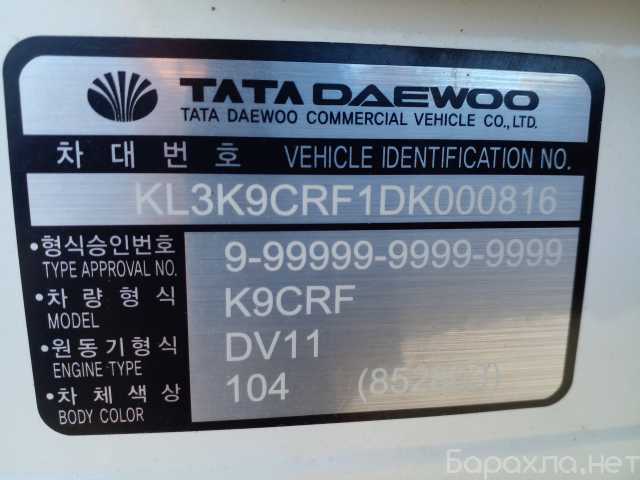 TATA DAEWOO
TATA DAEWOO COMMERCIAL VEHICLE CO.,LTD.
차대번호 VEHICLE IDENTIFICATION NO.
KL3K9CRF1DK000816
•형식승인번호 9-99999-9999-9999
TYPE APPROVAL NO.
•차량형식 K9CRF
MODEL
•원동기형식 DV11
ENGINE TYPE
•차체색상 104
BODY COLOR
Барахла.нет